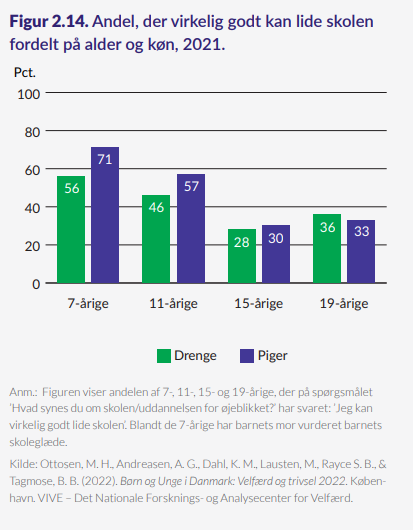 Figur 2.14. Andel, der virkelig godt kan lide skolen
fordelt på alder og køn, 2021.
Pct.
100
80
60
40
20
0
56
71
46
57
28
30
36
33
7-årige
11-årige
15-årige
19-årige
Drenge
Piger
Anm.: Figuren viser andelen af 7-, 11-, 15- og 19-årige, der på spørgsmålet
'Hvad synes du om skolen/uddannelsen for øjeblikket?' har svaret: 'Jeg kan
virkelig godt lide skolen'. Blandt de 7-årige har barnets mor vurderet barnets
skoleglæde.
Kilde: Ottosen, M. H., Andreasen, A. G., Dahl, K. M., Lausten, M., Rayce S. B., &
Tagmose, B. B. (2022). Børn og Unge i Danmark: Velfærd og trivsel 2022. Køben-
havn. VIVE – Det Nationale Forsknings- og Analysecenter for Velfærd.